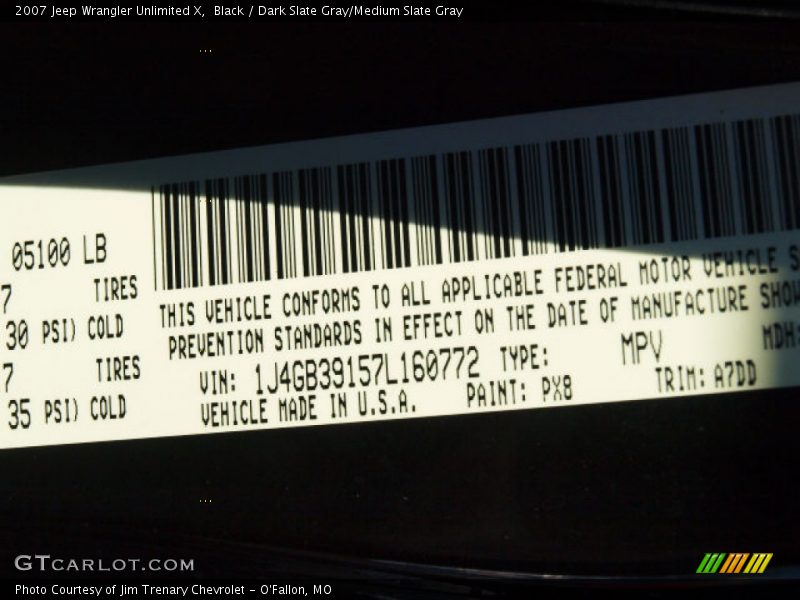 2007 Jeep Wrangler Unlimited X, Black / Dark Slate Gray/Medium Slate Gray
05100 LB
7 TIRES
30 PSI) COLD
7 TIRES
35 PSI) COLD
THIS VEHICLE CONFORMS TO ALL APPLICABLE FEDERAL MOTOR VEHICLE S
PREVENTION STANDARDS IN EFFECT ON THE DATE OF MANUFACTURE SHOW
VIN: 1J4GB39157L160772 TYPE: MPV MDH:
VEHICLE MADE IN U.S.A. PAINT: PX8 TRIM: A7DD
GTCARLOT.COM
Photo Courtesy of Jim Trenary Chevrolet - O'Fallon, MO